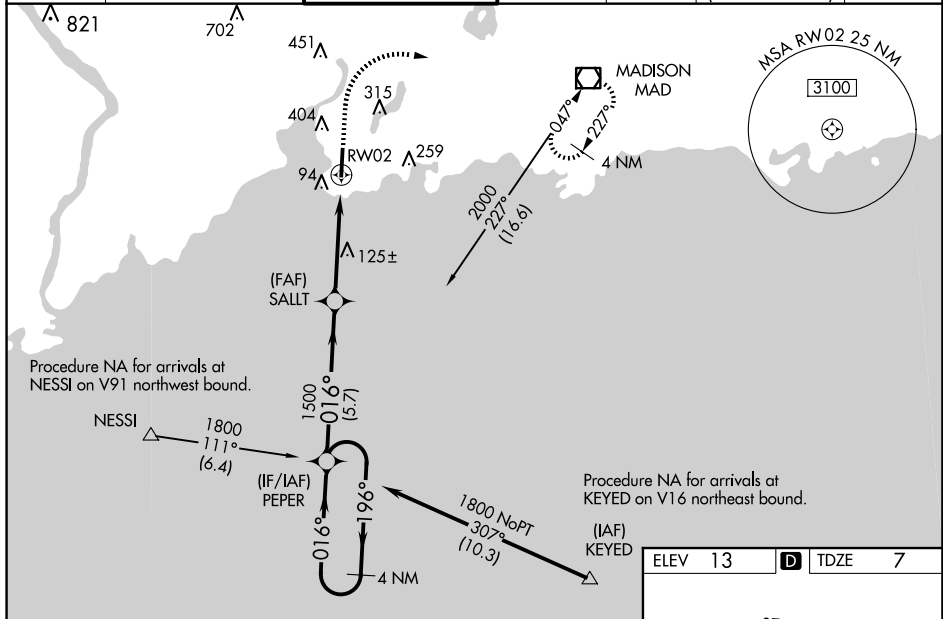 821
702
451
315
404
RW02
259
94
MADISON
MAD
047°
227°
4 NM
MSA RW02 25 NM
3100
2000
227°
(16.6)
125±
(FAF)
SALLT
Procedure NA for arrivals at
NESSI on V91 northwest bound.
NESSI
1800
111°
(6.4)
1500
016°
(5.7)
(IF/IAF)
PEPER
016°
196°
4 NM
Procedure NA for arrivals at
KEYED on V16 northeast bound.
1800 NoPT
307°
(10.3)
(IAF)
KEYED
ELEV 13
D
TDZE 7